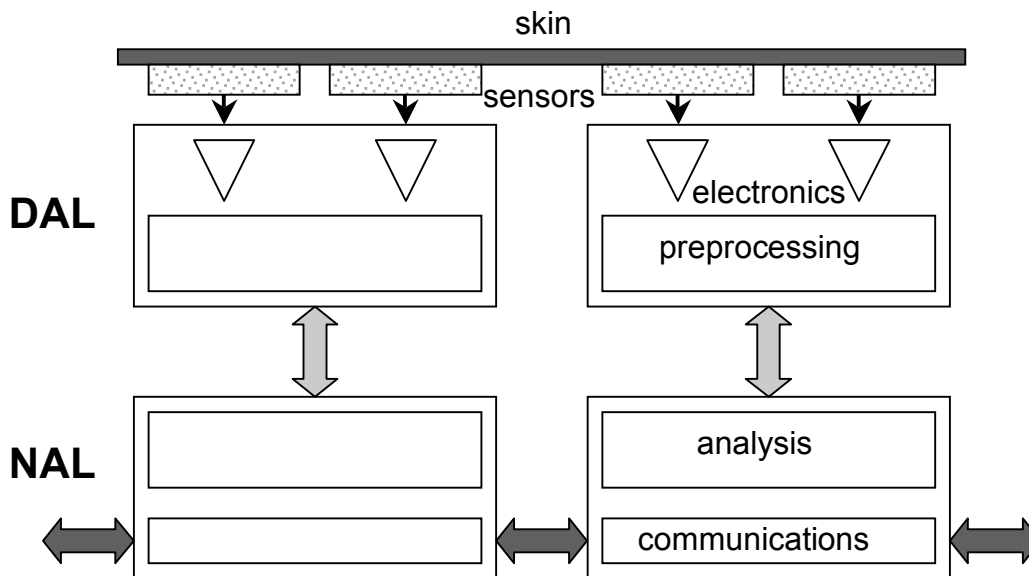 skin
sensors
DAL
electronics
preprocessing
NAL
analysis
communications